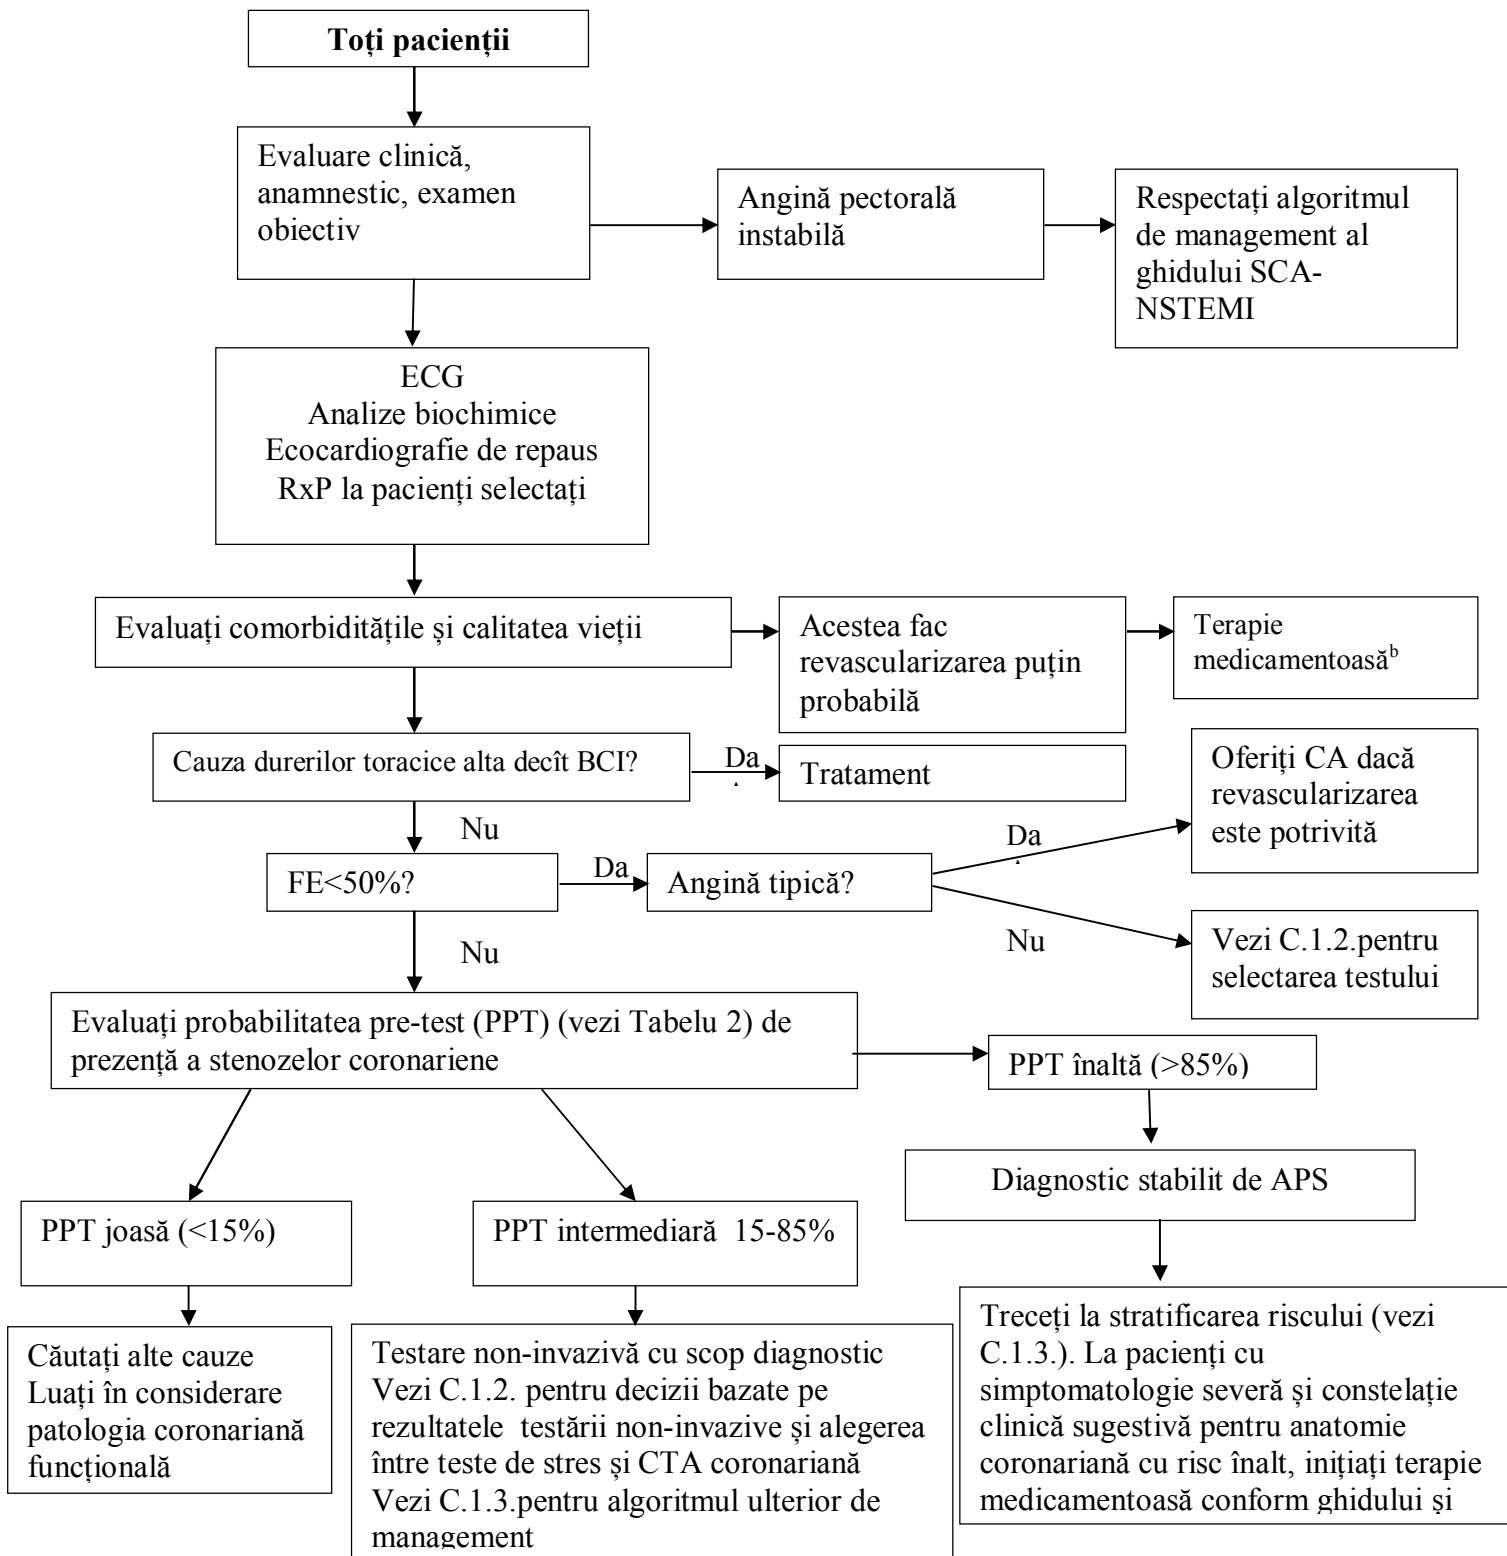 Toți pacienții
Evaluare clinică,
anamnestic, examen
obiectiv
Angină pectorală
instabilă
Respectați algoritmul
de management al
ghidului SCA-
NSTEMI
ECG
Analize biochimice
Ecocardiografie de repaus
RxP la pacienți selectați
Evaluați comorbiditățile și calitatea vieții
Acestea fac
revascularizarea puțin
probabilă
Terapie
medicamentoasăᵇ
Cauza durerilor toracice alta decît BCI?
Da
Tratament
Nu
FE<50%?
Da
Angină tipică?
Da
Oferiți CA dacă
revascularizarea
este potrivită
Nu
Vezi C.1.2.pentru
selectarea testului
Nu
Evaluați probabilitatea pre-test (PPT) (vezi Tabelu 2) de
prezență a stenozelor coronariene
PPT înaltă (>85%)
Diagnostic stabilit de APS
PPT joasă (<15%)
PPT intermediară 15-85%
Căutați alte cauze
Luați în considerare
patologia coronariană
funcțională
Testare non-invazivă cu scop diagnostic
Vezi C.1.2. pentru decizii bazate pe
rezultatele testării non-invazive și alegerea
între teste de stres și CTA coronariană
Vezi C.1.3.pentru algoritmul ulterior de
management
Treceți la stratificarea riscului (vezi
C.1.3.). La pacienți cu
simptomatologie severă și constelație
clinică sugestivă pentru anatomie
coronariană cu risc înalt, inițiați terapie
medicamentoasă conform ghidului și